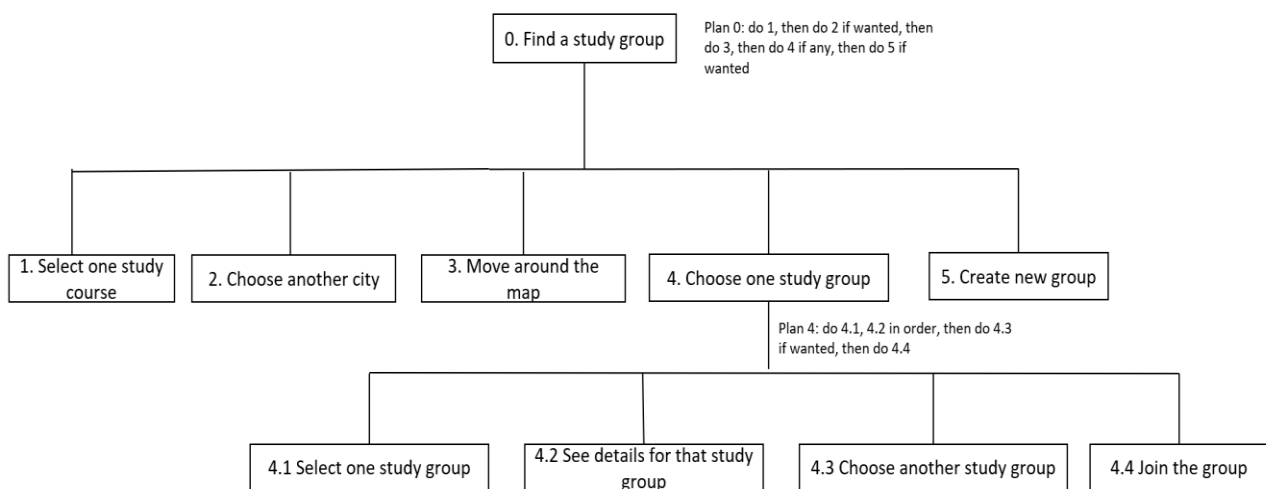 0. Find a study group
Plan 0: do 1, then do 2 if wanted, then
do 3, then do 4 if any, then do 5 if
wanted
1. Select one study
course
2. Choose another city
3. Move around the
map
4. Choose one study group
5. Create new group
Plan 4: do 4.1, 4.2 in order, then do 4.3
if wanted, then do 4.4
4.1 Select one study group
4.2 See details for that study
group
4.3 Choose another study group
4.4 Join the group